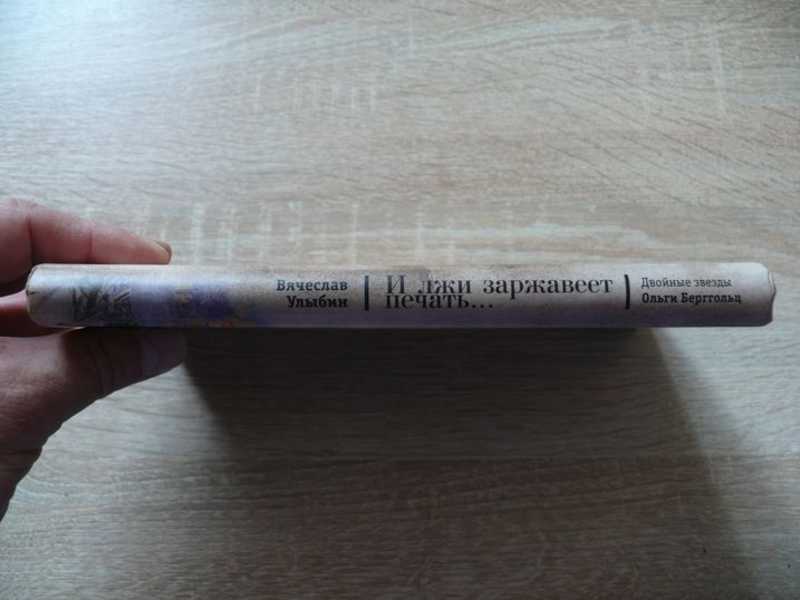 Вячеслав
Улыбин
И лжи заржавеет
печать...
Двойные звезды
Ольги Берггольц